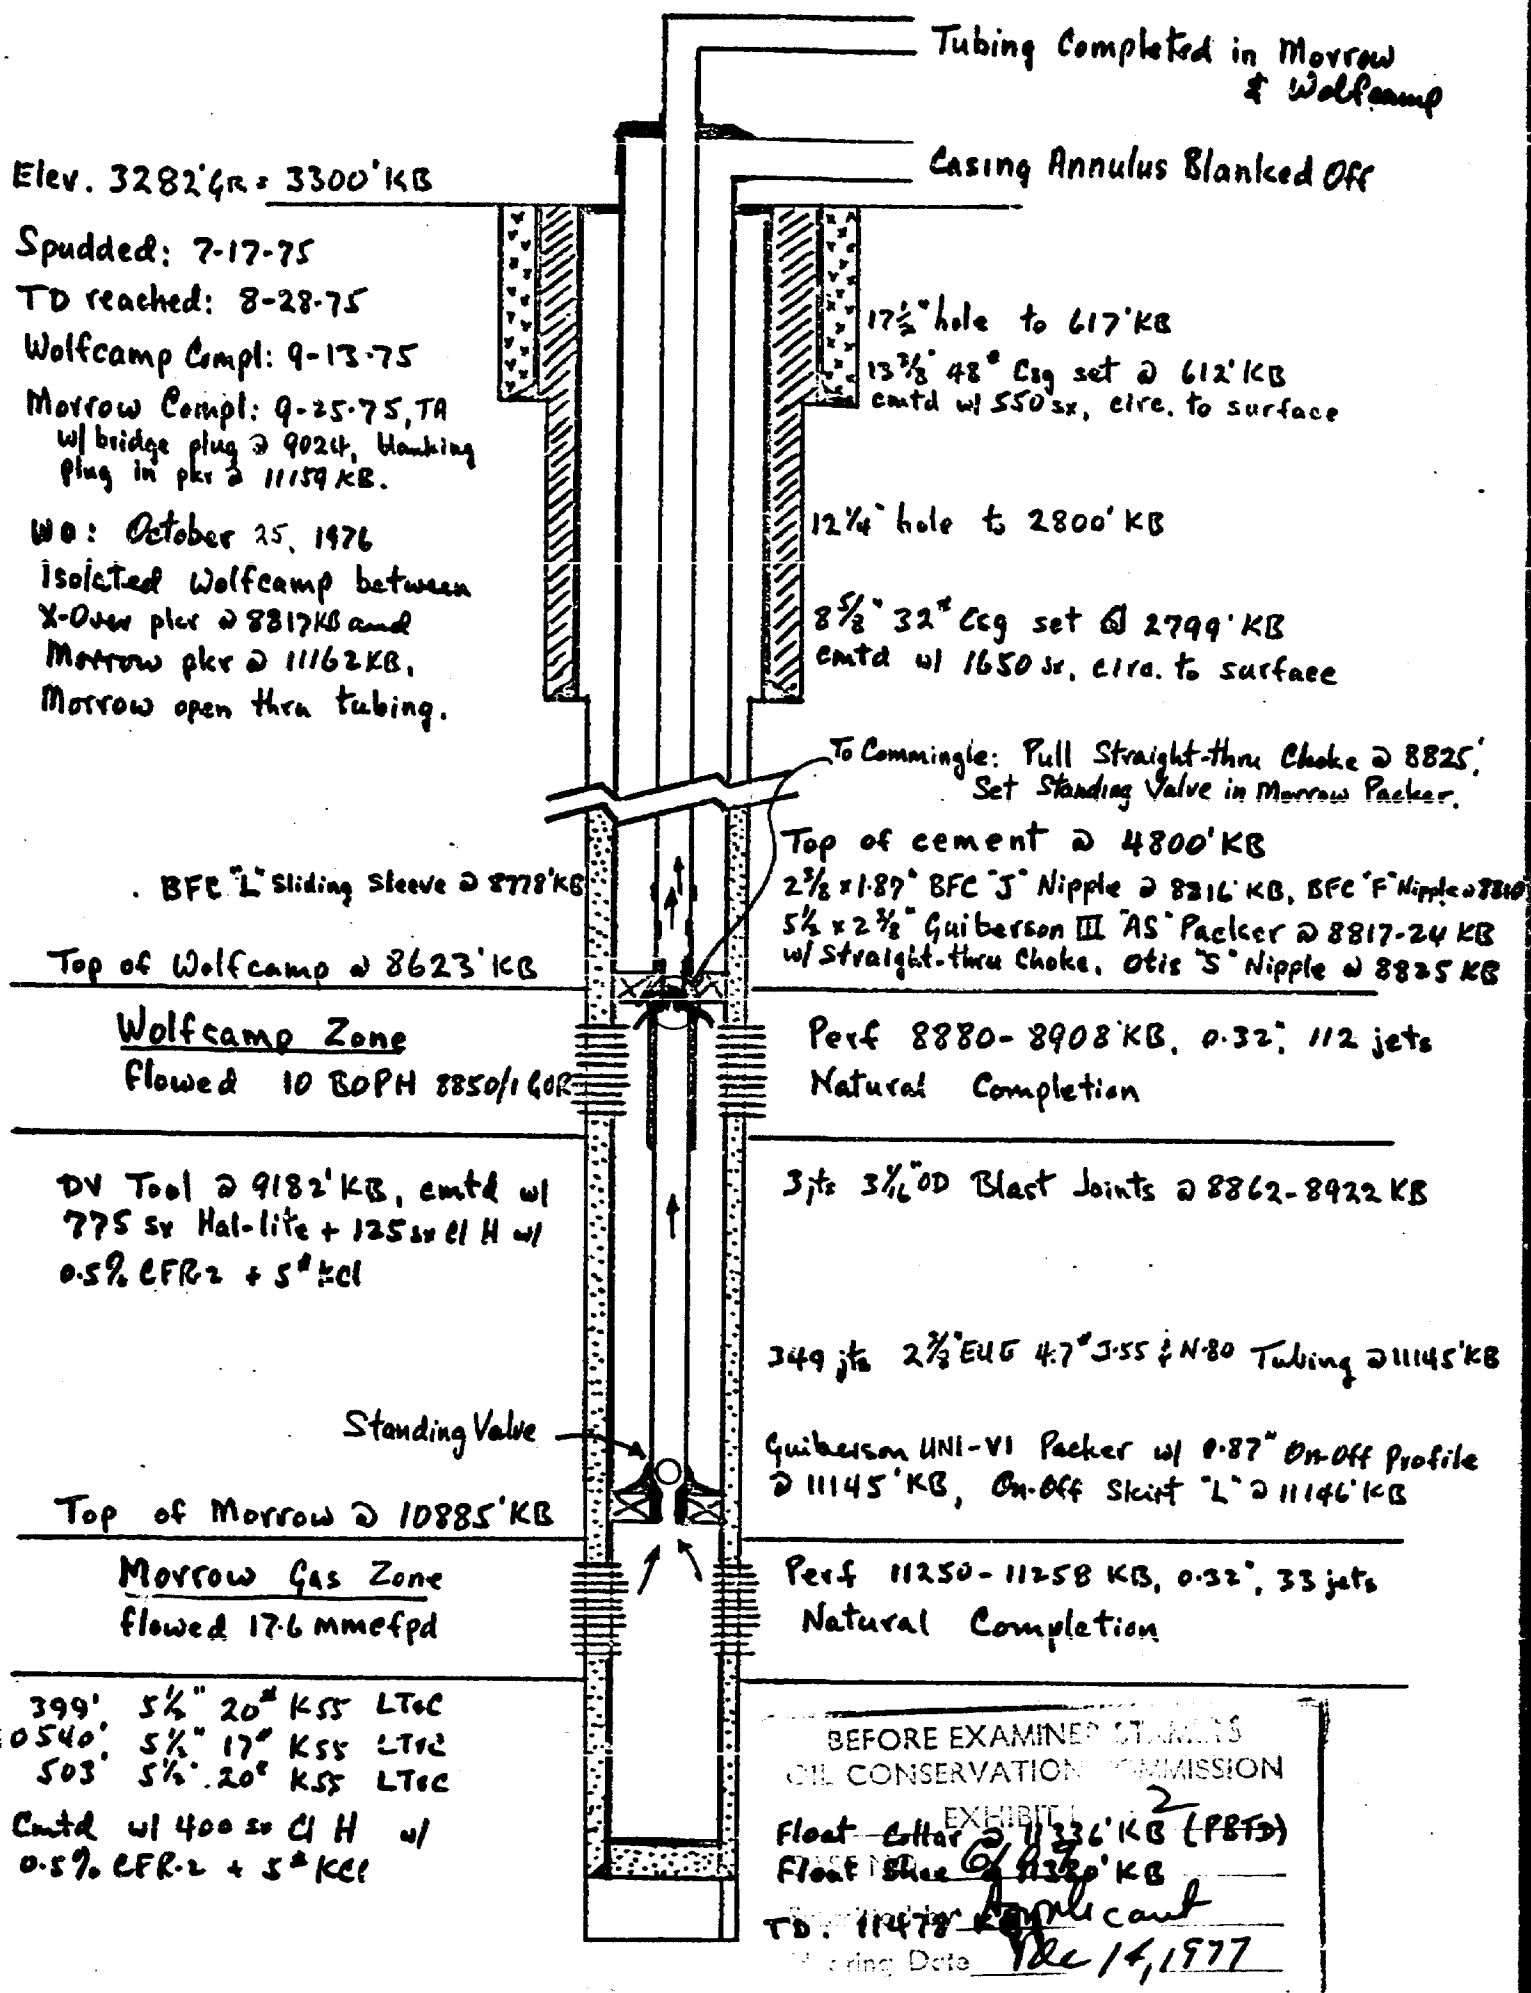 Tubing Completed in Morrow
& Wolfcamp
Casing Annulus Blanked Off
Elev. 3282' GR = 3300' KB
Spudded: 7-17-75
TD reached: 8-28-75
Wolfcamp Compl: 9-13-75
Morrow Compl: 9-25-75, TA
w/ bridge plug @ 9024, blanking
plug in pkr @ 11159 KB.
WO: October 25, 1976
Isolated Wolfcamp between
X-Over pkr @ 8817 KB and
Morrow pkr @ 11162 KB.
Morrow open thru tubing.
17½" hole to 617' KB
13⅜" 48# Csg set @ 612' KB
cmtd w/ 550 sx, circ. to surface
12¼" hole to 2800' KB
8⅝" 32# Csg set @ 2799' KB
cmtd w/ 1650 sx, circ. to surface
To Commingle: Pull Straight-thru Choke @ 8825',
Set Standing Valve in Morrow Packer.
Top of cement @ 4800' KB
BFC "L" Sliding Sleeve @ 8778' KB
2⅜ x 1.87" BFC "J" Nipple @ 8816' KB, BFC "F" Nipple @ 8810
5½ x 2⅜" Guiberson III "AS" Packer @ 8817-24 KB
w/ Straight-thru Choke, Otis "S" Nipple @ 8825 KB
Top of Wolfcamp @ 8623' KB
Wolfcamp Zone
flowed 10 BOPH 8850/1 GOR
Perf 8880-8908' KB, 0.32", 112 jets
Natural Completion
DV Tool @ 9182' KB, cmtd w/
775 sx Hal-lite + 125 sx Cl H w/
0.5% CFR-2 + 5# KCl
3 jts 3 1/16" OD Blast Joints @ 8862-8922 KB
349 jts 2⅜" EUE 4.7# J-55 & N-80 Tubing @ 11145' KB
Standing Valve
Guiberson UNI-VI Packer w/ 1.87" On-Off Profile
@ 11145' KB, On-Off Skirt "L" @ 11146' KB
Top of Morrow @ 10885' KB
Morrow Gas Zone
flowed 17.6 mmcfpd
Perf 11250-11258 KB, 0.32", 33 jets
Natural Completion
399', 5½" 20# K55 LT&C
0540', 5½" 17# K55 LT&C
503' 5½" 20# K55 LT&C
Cmtd w/ 400 sx Cl H w/
0.5% CFR-2 + 5# KCl
BEFORE EXAMINER
OIL CONSERVATION COMMISSION
EXHIBIT 2
Float Collar @ 11336' KB (PBTD)
Float Shoe @ 11380' KB
Applicant
TD. 11478 KB
Hearing Date Dec 14, 1977